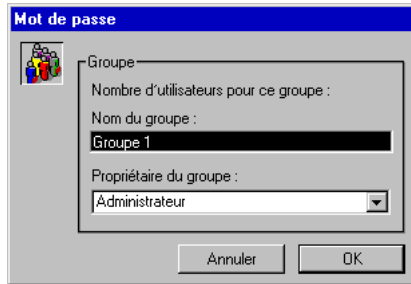 Mot de passe
Groupe
Nombre d'utilisateurs pour ce groupe :
Nom du groupe :
Groupe 1
Propriétaire du groupe :
Administrateur
Annuler OK